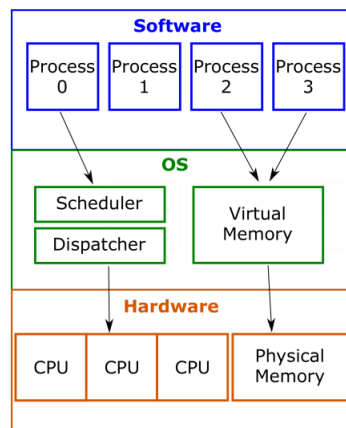 Software
Process
0
Process
1
Process
2
Process
3
OS
Scheduler
Dispatcher
Virtual
Memory
Hardware
CPU
CPU
CPU
Physical
Memory